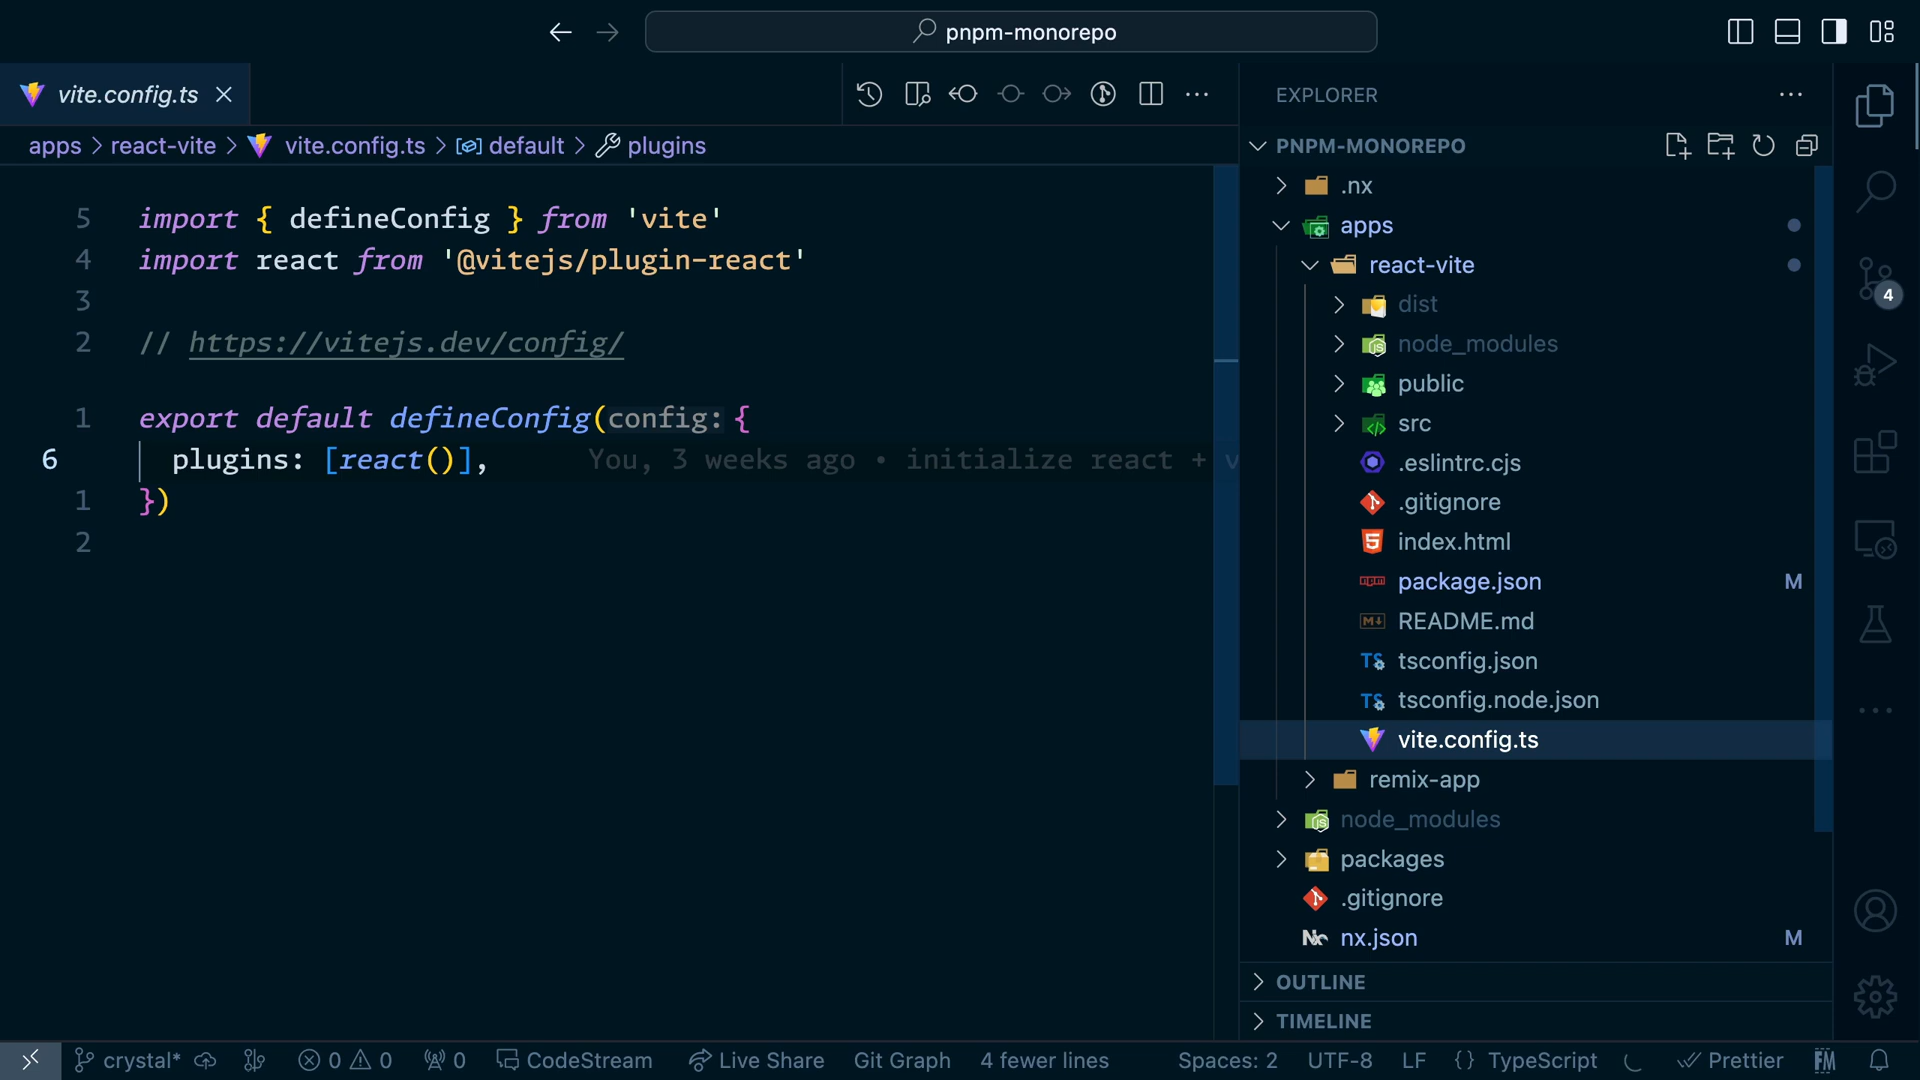 pnpm-monorepo
vite.config.ts
apps > react-vite > vite.config.ts > default > plugins
5 import { defineConfig } from 'vite'
4 import react from '@vitejs/plugin-react'
3
2 // https://vitejs.dev/config/
1 export default defineConfig(config:{
6 plugins: [react()], You, 3 weeks ago • initialize react +
1 })
2
EXPLORER
PNPM-MONOREPO
.nx
apps
react-vite
dist
node_modules
public
src
.eslintrc.cjs
.gitignore
index.html
package.json M
README.md
tsconfig.json
tsconfig.node.json
vite.config.ts
remix-app
node_modules
packages
.gitignore
nx.json M
OUTLINE
TIMELINE
4
crystal* 0 0 0 CodeStream Live Share Git Graph 4 fewer lines Spaces: 2 UTF-8 LF {} TypeScript Prettier